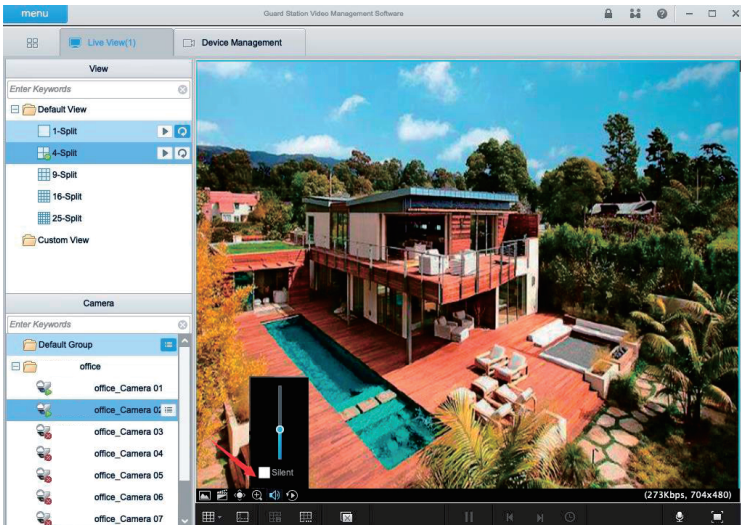 menu
Guard Station Video Management Software
Live View(1)
Device Management
View
Enter Keywords
Default View
1-Split
4-Split
9-Split
16-Split
25-Split
Custom View
Camera
Enter Keywords
Default Group
office
office_Camera 01
office_Camera 02
office_Camera 03
office_Camera 04
office_Camera 05
office_Camera 06
office_Camera 07
Silent
(273Kbps, 704x480)